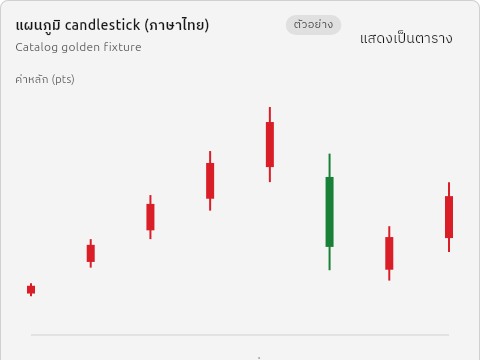 แผนภูมิ candlestick (ภาษาไทย)
ตัวอย่าง
แสดงเป็นตาราง
Catalog golden fixture
ค่าหลัก (pts)